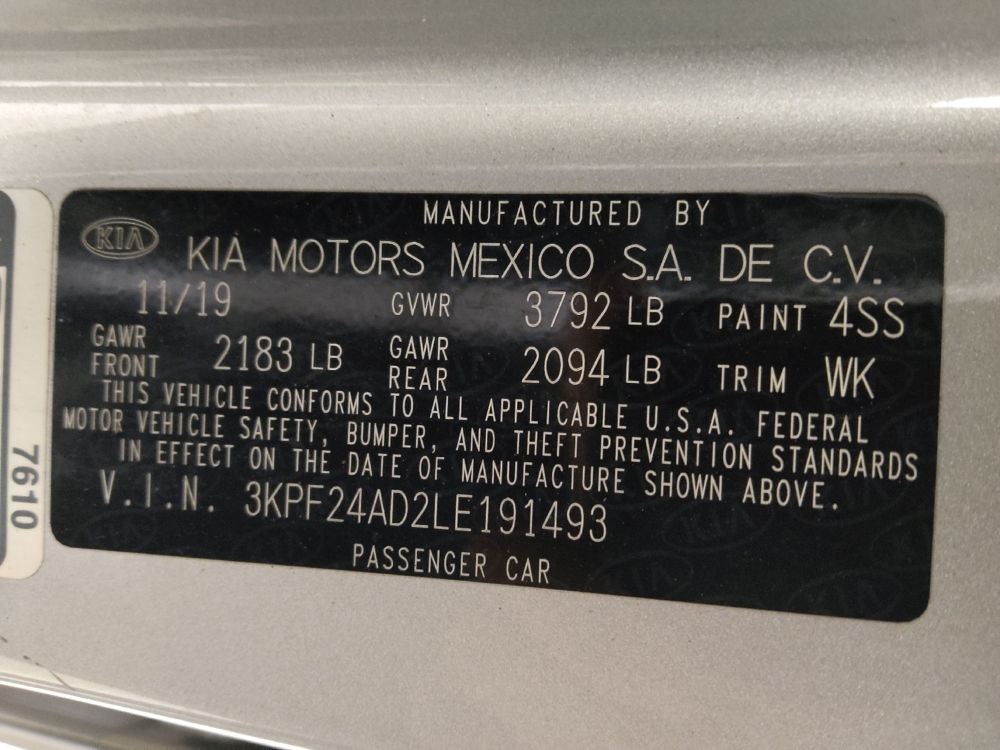 MANUFACTURED BY
KIA KIA MOTORS MEXICO S.A. DE C.V.
11/19 GVWR 3792 LB PAINT 4SS
GAWR FRONT 2183 LB GAWR REAR 2094 LB TRIM WK
THIS VEHICLE CONFORMS TO ALL APPLICABLE U.S.A. FEDERAL
MOTOR VEHICLE SAFETY, BUMPER, AND THEFT PREVENTION STANDARDS
IN EFFECT ON THE DATE OF MANUFACTURE SHOWN ABOVE.
V.I.N. 3KPF24AD2LE191493
PASSENGER CAR
7610